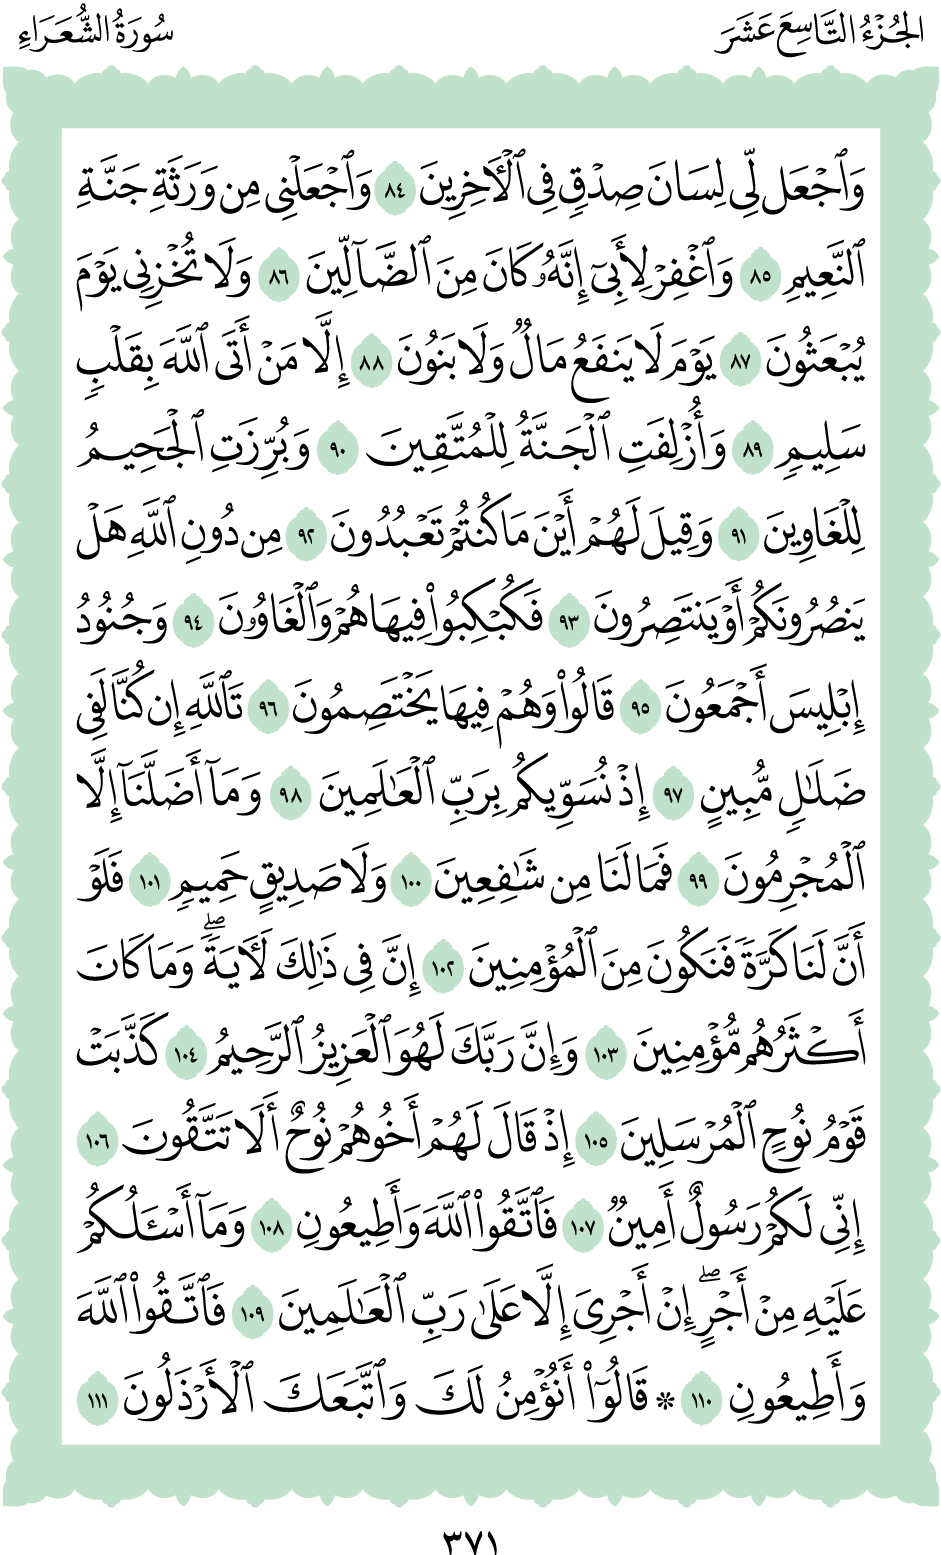 الجُزْءُ التَّاسِعَ عَشَرَ
سُورَةُ الشُّعَرَاءِ
وَٱجۡعَل لِّي لِسَانَ صِدۡقٖ فِي ٱلۡأٓخِرِينَ ٨٤ وَٱجۡعَلۡنِي مِن وَرَثَةِ جَنَّةِ
ٱلنَّعِيمِ ٨٥ وَٱغۡفِرۡ لِأَبِيٓ إِنَّهُۥ كَانَ مِنَ ٱلضَّآلِّينَ ٨٦ وَلَا تُخۡزِنِي يَوۡمَ
يُبۡعَثُونَ ٨٧ يَوۡمَ لَا يَنفَعُ مَالٞ وَلَا بَنُونَ ٨٨ إِلَّا مَنۡ أَتَى ٱللَّهَ بِقَلۡبٖ
سَلِيمٖ ٨٩ وَأُزۡلِفَتِ ٱلۡجَنَّةُ لِلۡمُتَّقِينَ ٩٠ وَبُرِّزَتِ ٱلۡجَحِيمُ
لِلۡغَاوِينَ ٩١ وَقِيلَ لَهُمۡ أَيۡنَ مَا كُنتُمۡ تَعۡبُدُونَ ٩٢ مِن دُونِ ٱللَّهِ هَلۡ
يَنصُرُونَكُمۡ أَوۡ يَنتَصِرُونَ ٩٣ فَكُبۡكِبُواْ فِيهَا هُمۡ وَٱلۡغَاوُۥنَ ٩٤ وَجُنُودُ
إِبۡلِيسَ أَجۡمَعُونَ ٩٥ قَالُواْ وَهُمۡ فِيهَا يَخۡتَصِمُونَ ٩٦ تَٱللَّهِ إِن كُنَّا لَفِي
ضَلَٰلٖ مُّبِينٍ ٩٧ إِذۡ نُسَوِّيكُم بِرَبِّ ٱلۡعَٰلَمِينَ ٩٨ وَمَآ أَضَلَّنَآ إِلَّا
ٱلۡمُجۡرِمُونَ ٩٩ فَمَا لَنَا مِن شَٰفِعِينَ ١٠٠ وَلَا صَدِيقٍ حَمِيمٖ ١٠١ فَلَوۡ
أَنَّ لَنَا كَرَّةٗ فَنَكُونَ مِنَ ٱلۡمُؤۡمِنِينَ ١٠٢ إِنَّ فِي ذَٰلِكَ لَأٓيَةٗۖ وَمَا كَانَ
أَكۡثَرُهُم مُّؤۡمِنِينَ ١٠٣ وَإِنَّ رَبَّكَ لَهُوَ ٱلۡعَزِيزُ ٱلرَّحِيمُ ١٠٤ كَذَّبَتۡ
قَوۡمُ نُوحٍ ٱلۡمُرۡسَلِينَ ١٠٥ إِذۡ قَالَ لَهُمۡ أَخُوهُمۡ نُوحٌ أَلَا تَتَّقُونَ ١٠٦
إِنِّي لَكُمۡ رَسُولٌ أَمِينٞ ١٠٧ فَٱتَّقُواْ ٱللَّهَ وَأَطِيعُونِ ١٠٨ وَمَآ أَسۡـَٔلُكُمۡ
عَلَيۡهِ مِنۡ أَجۡرٍۖ إِنۡ أَجۡرِيَ إِلَّا عَلَىٰ رَبِّ ٱلۡعَٰلَمِينَ ١٠٩ فَٱتَّقُواْ ٱللَّهَ
وَأَطِيعُونِ ١١٠ * قَالُوٓاْ أَنُؤۡمِنُ لَكَ وَٱتَّبَعَكَ ٱلۡأَرۡذَلُونَ ١١١
٣٧١